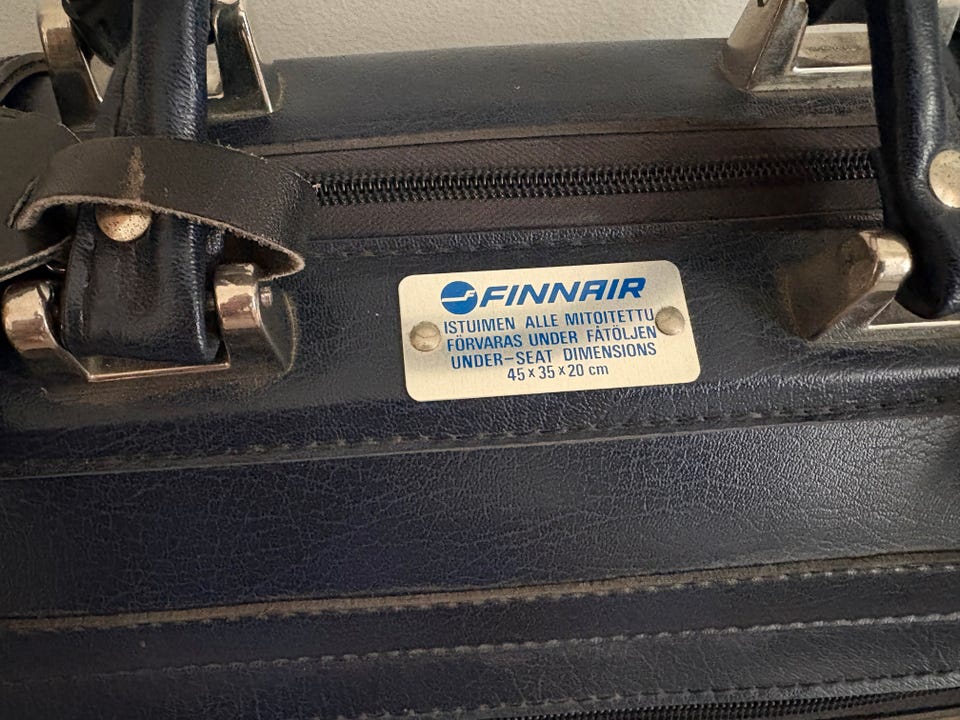 FINNAIR
ISTUIMEN ALLE MITOITETTU
FÖRVARAS UNDER FÅTÖLJEN
UNDER-SEAT DIMENSIONS
45 x 35 x 20 cm